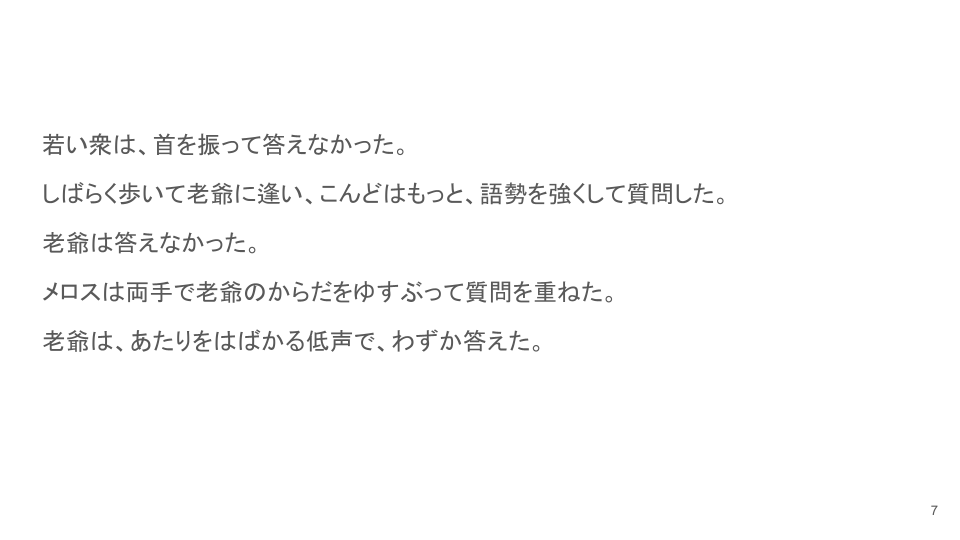 若い衆は、首を振って答えなかった。
しばらく歩いて老爺に逢い、こんどはもっと、語勢を強くして質問した。
老爺は答えなかった。
メロスは両手で老爺のからだをゆすぶって質問を重ねた。
老爺は、あたりをはばかる低声で、わずか答えた。
7